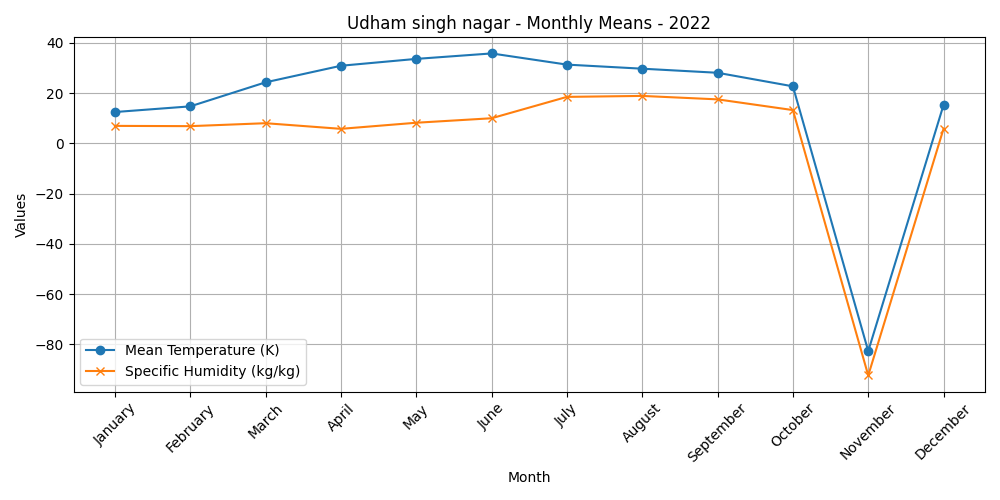 Udham singh nagar - Monthly Means - 2022
Values
40
20
0
−20
−40
−60
−80
Mean Temperature (K)
Specific Humidity (kg/kg)
January
February
March
April
May
June
July
August
September
October
November
December
Month